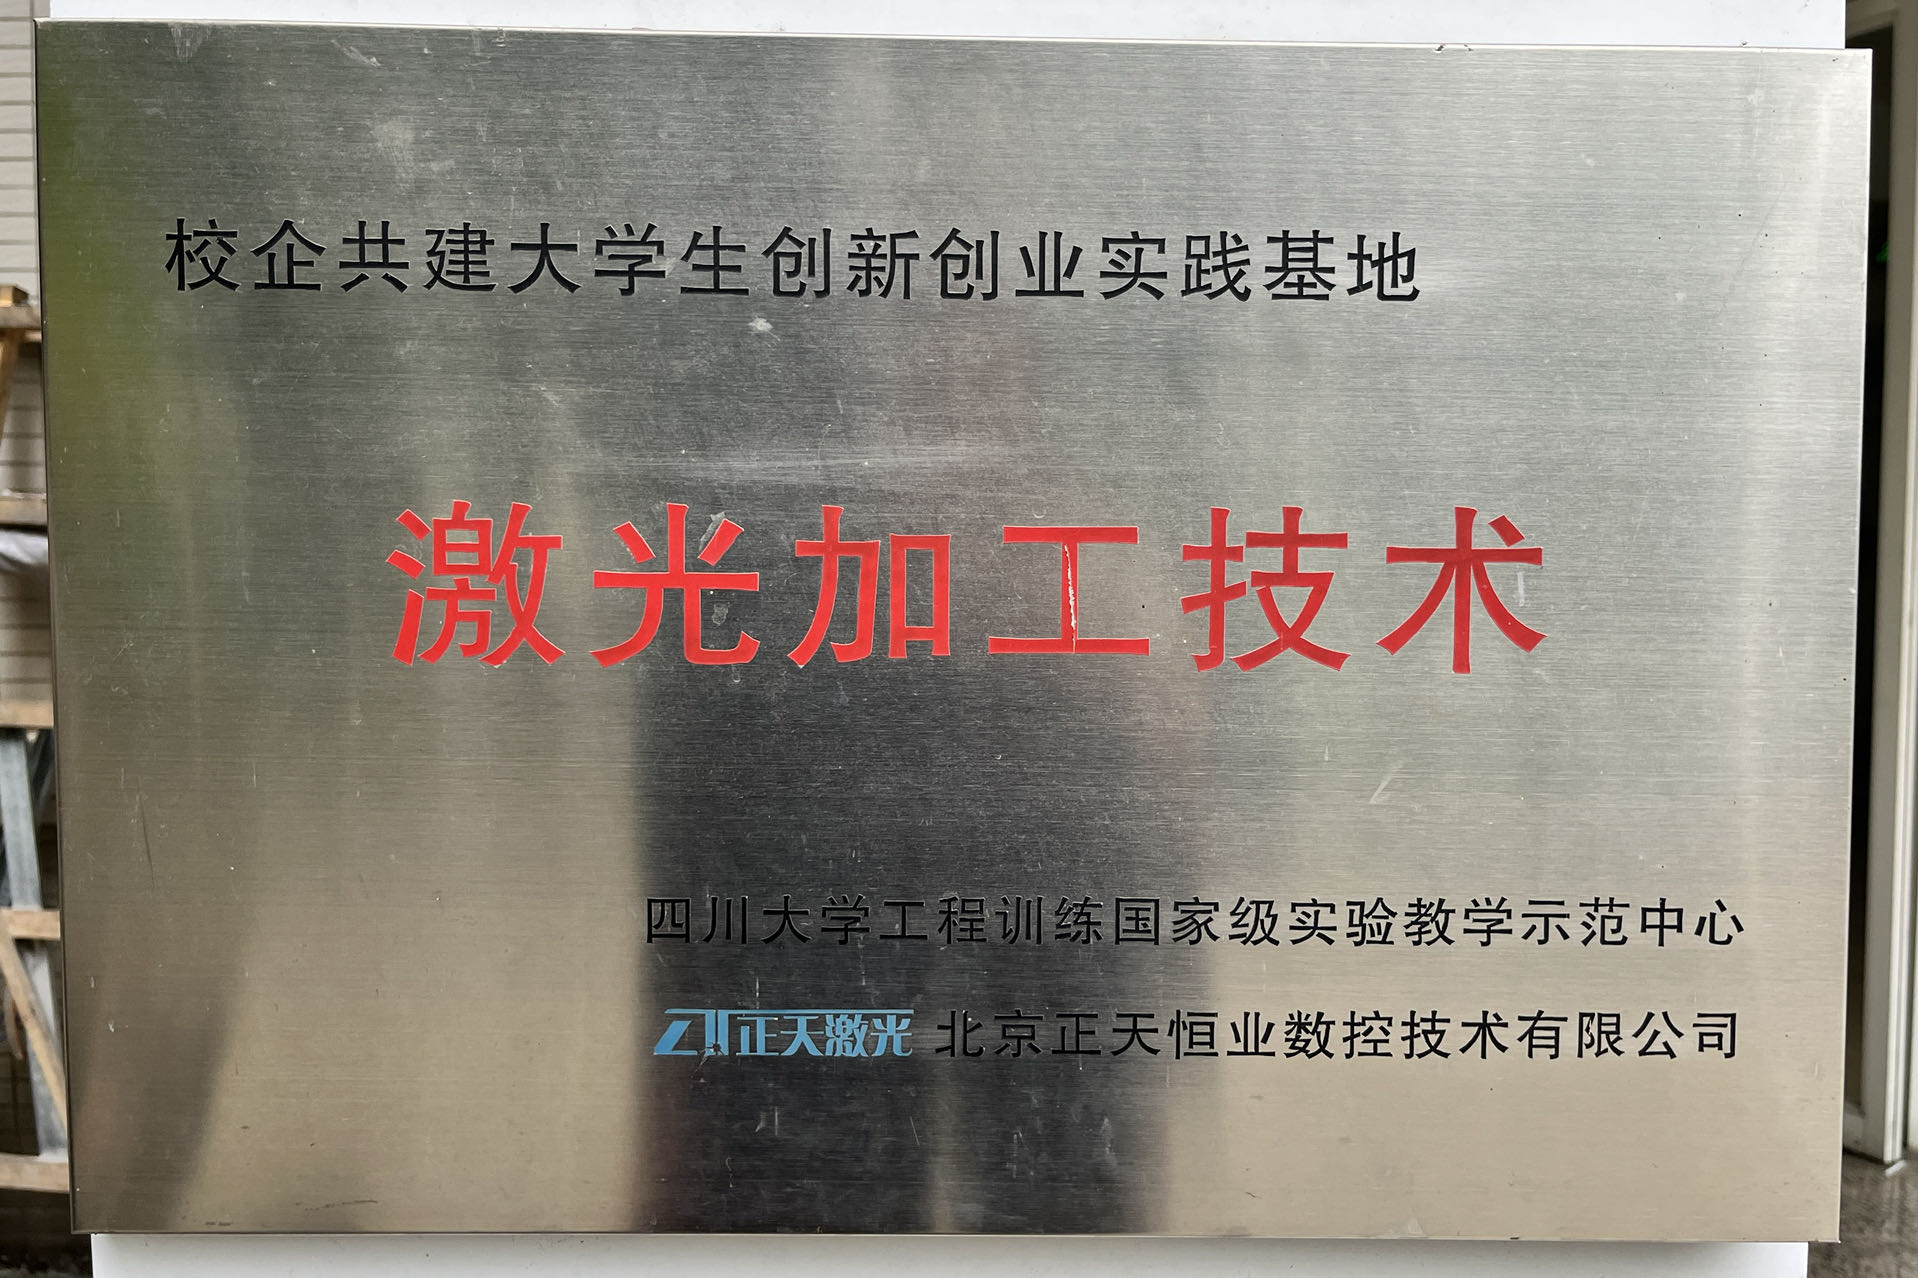 校企共建大学生创新创业实践基地
激光加工技术
四川大学工程训练国家级实验教学示范中心
ZT正天激光 北京正天恒业数控技术有限公司